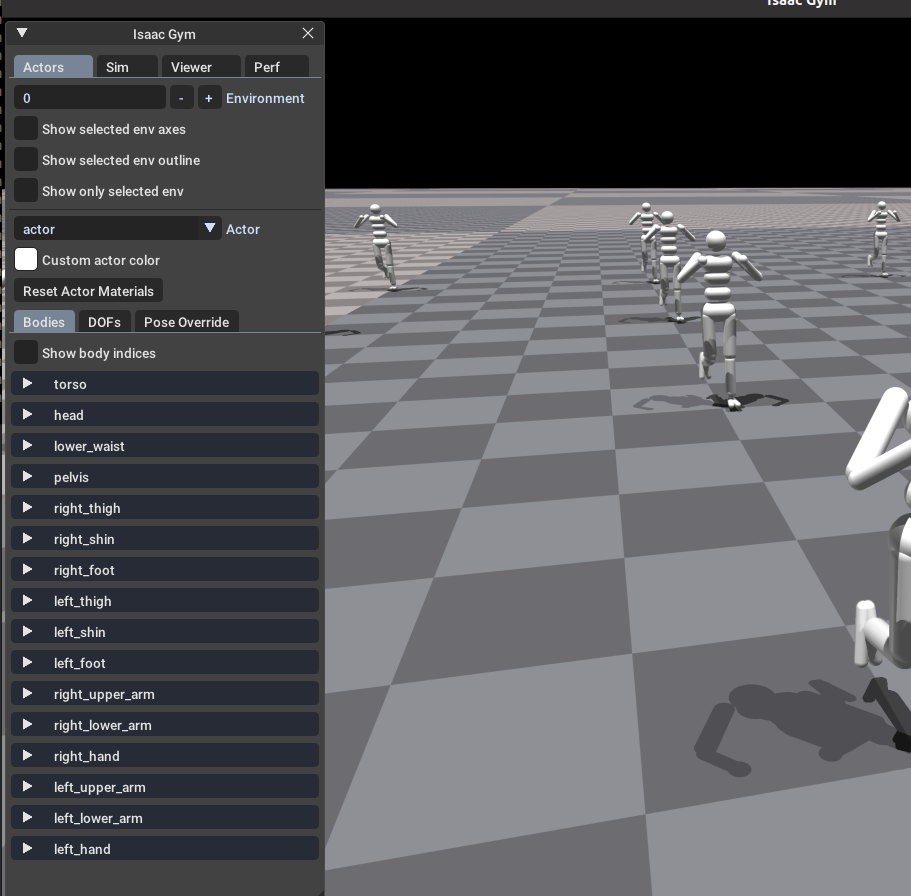 Isaac Gym
Isaac Gym
Actors Sim Viewer Perf
0 - + Environment
Show selected env axes
Show selected env outline
Show only selected env
actor Actor
Custom actor color
Reset Actor Materials
Bodies DOFs Pose Override
Show body indices
torso
head
lower_waist
pelvis
right_thigh
right_shin
right_foot
left_thigh
left_shin
left_foot
right_upper_arm
right_lower_arm
right_hand
left_upper_arm
left_lower_arm
left_hand